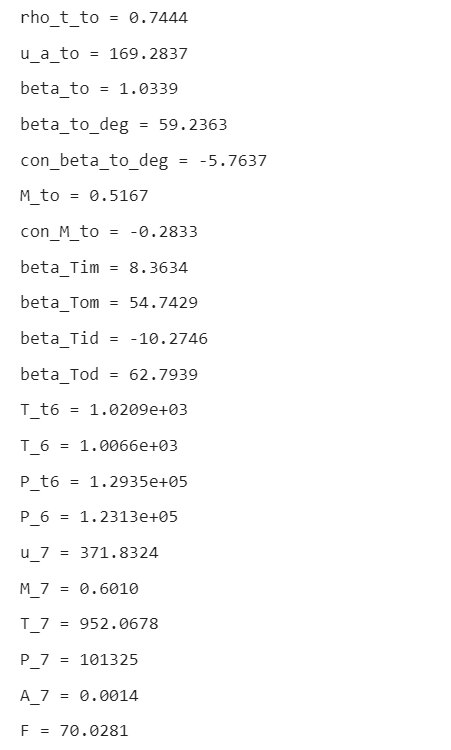 rho_t_to = 0.7444
u_a_to = 169.2837
beta_to = 1.0339
beta_to_deg = 59.2363
con_beta_to_deg = -5.7637
M_to = 0.5167
con_M_to = -0.2833
beta_Tim = 8.3634
beta_Tom = 54.7429
beta_Tid = -10.2746
beta_Tod = 62.7939
T_t6 = 1.0209e+03
T_6 = 1.0066e+03
P_t6 = 1.2935e+05
P_6 = 1.2313e+05
u_7 = 371.8324
M_7 = 0.6010
T_7 = 952.0678
P_7 = 101325
A_7 = 0.0014
F = 70.0281